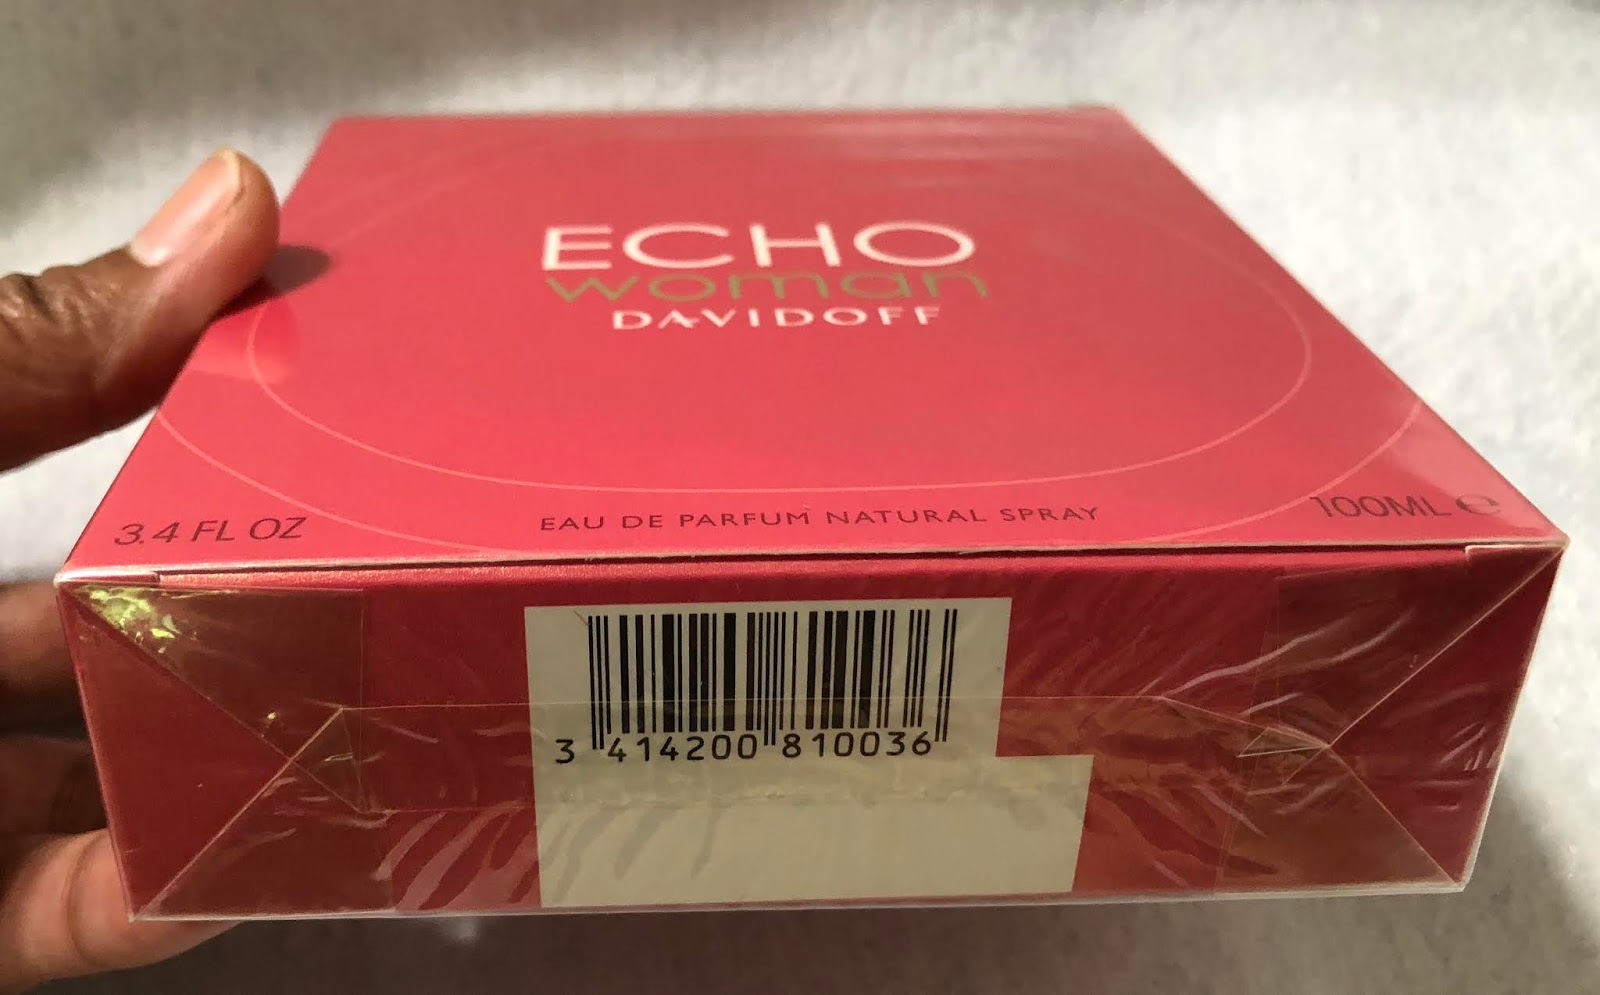 ECHO
woman
DAVIDOFF
3.4 FL OZ
EAU DE PARFUM NATURAL SPRAY
100ML ℮
3 414200 810036